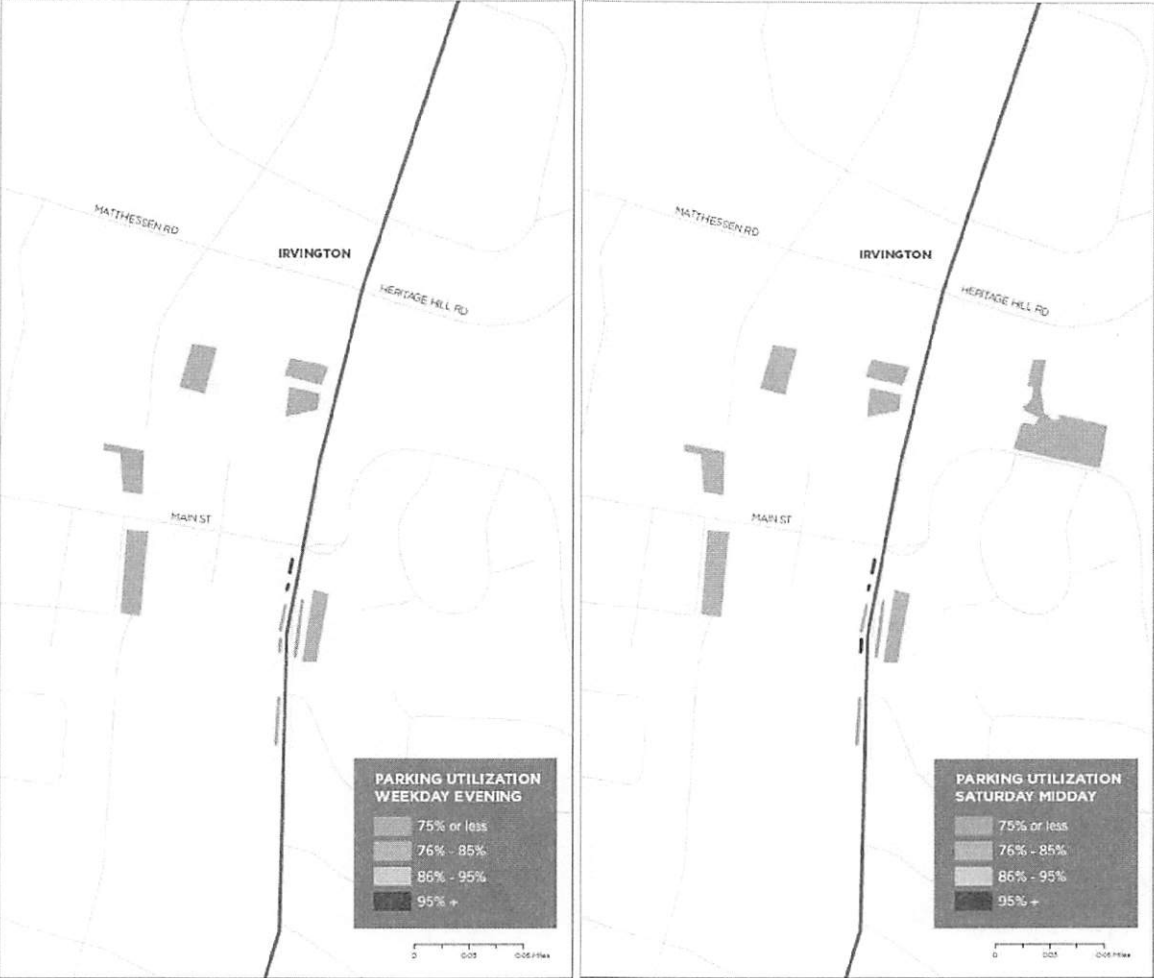 MATTHESSEN RD
IRVINGTON
HERITAGE HILL RD
MAIN ST
PARKING UTILIZATION
WEEKDAY EVENING
75% or less
76% - 85%
86% - 95%
95% +
0
MATTHESSEN RD
IRVINGTON
HERITAGE HILL RD
MAIN ST
PARKING UTILIZATION
SATURDAY MIDDAY
75% or less
76% - 85%
86% - 95%
95% +
0